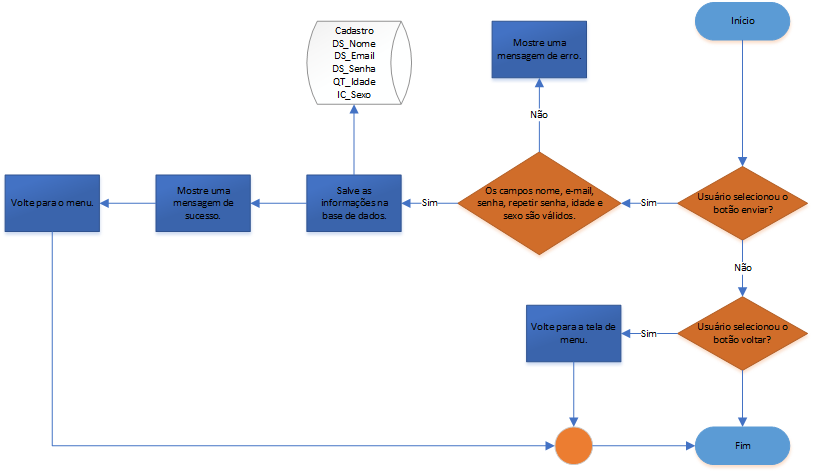 Início
Cadastro
DS_Nome
DS_Email
DS_Senha
QT_Idade
IC_Sexo
Mostre uma
mensagem de erro.
Não
Volte para o menu.
Mostre uma
mensagem de
sucesso.
Salve as
informações na
base de dados.
Sim
Os campos nome, e-mail,
senha, repetir senha, idade e
sexo são válidos.
Sim
Usuário selecionou o
botão enviar?
Não
Volte para a tela de
menu.
Sim
Usuário selecionou o
botão voltar?
Fim